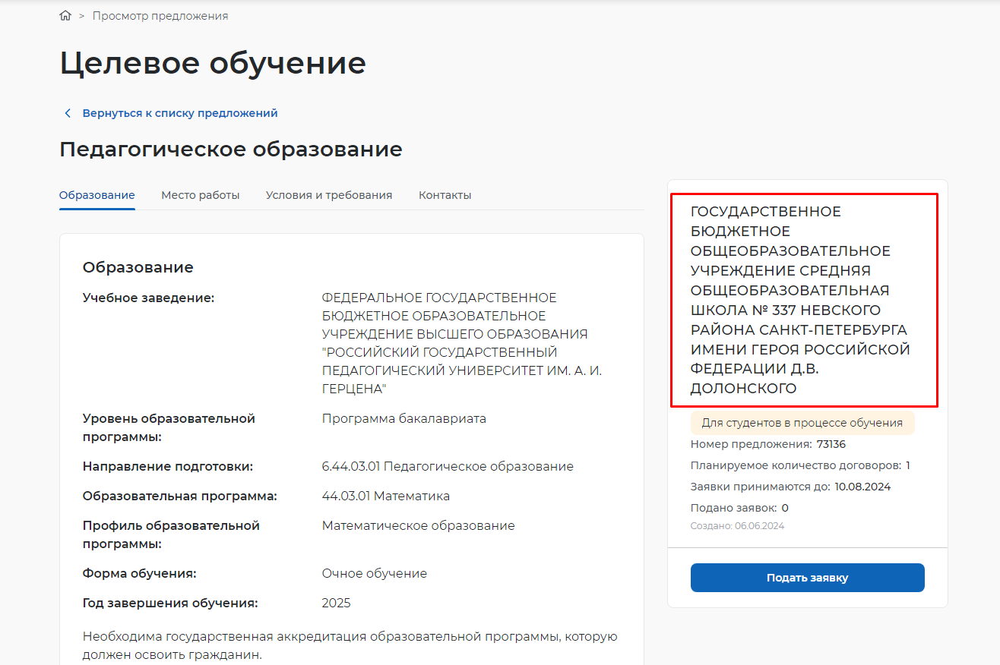 > Просмотр предложения
Целевое обучение
Вернуться к списку предложений
Педагогическое образование
Образование Место работы Условия и требования Контакты
Образование
Учебное заведение:
ФЕДЕРАЛЬНОЕ ГОСУДАРСТВЕННОЕ
БЮДЖЕТНОЕ ОБРАЗОВАТЕЛЬНОЕ
УЧРЕЖДЕНИЕ ВЫСШЕГО ОБРАЗОВАНИЯ
"РОССИЙСКИЙ ГОСУДАРСТВЕННЫЙ
ПЕДАГОГИЧЕСКИЙ УНИВЕРСИТЕТ ИМ. А. И.
ГЕРЦЕНА"
Уровень образовательной
программы:
Программа бакалавриата
Направление подготовки:
6.44.03.01 Педагогическое образование
Образовательная программа:
44.03.01 Математика
Профиль образовательной
программы:
Математическое образование
Форма обучения:
Очное обучение
Год завершения обучения:
2025
Необходима государственная аккредитация образовательной программы, которую
должен освоить гражданин.
ГОСУДАРСТВЕННОЕ
БЮДЖЕТНОЕ
ОБЩЕОБРАЗОВАТЕЛЬНОЕ
УЧРЕЖДЕНИЕ СРЕДНЯЯ
ОБЩЕОБРАЗОВАТЕЛЬНАЯ
ШКОЛА № 337 НЕВСКОГО
РАЙОНА САНКТ-ПЕТЕРБУРГА
ИМЕНИ ГЕРОЯ РОССИЙСКОЙ
ФЕДЕРАЦИИ Д.В.
ДОЛОНСКОГО
Для студентов в процессе обучения
Номер предложения: 73136
Планируемое количество договоров: 1
Заявки принимаются до: 10.08.2024
Подано заявок: 0
Создано: 06.06.2024
Подать заявку